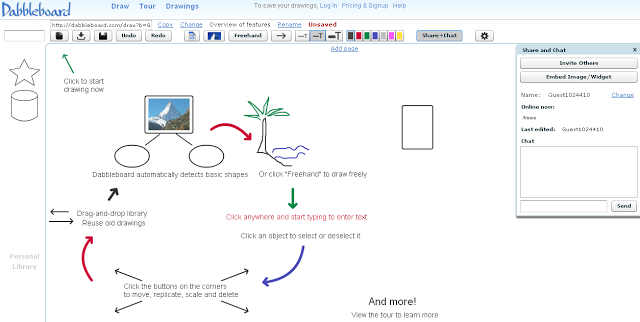 Dabbleboard
Draw Tour Drawings
To save your drawings, Log in Pricing & Signup Help
http://dabbleboard.com/draw?b=G
Copy Change Overview of features Rename Unsaved
Undo Redo Freehand T T T Share+Chat
Add page
Click to start
drawing now
Dabbleboard automatically detects basic shapes
Or click "Freehand" to draw freely
Drag-and-drop library
Reuse old drawings
Click anywhere and start typing to enter text
Click an object to select or deselect it
Personal
Library
Click the buttons on the corners
to move, replicate, scale and delete
And more!
View the tour to learn more
Share and Chat
Invite Others
Embed Image/Widget
Name: Guest1024410 Change
Online now:
None
Last edited: Guest1024410
Chat
Send